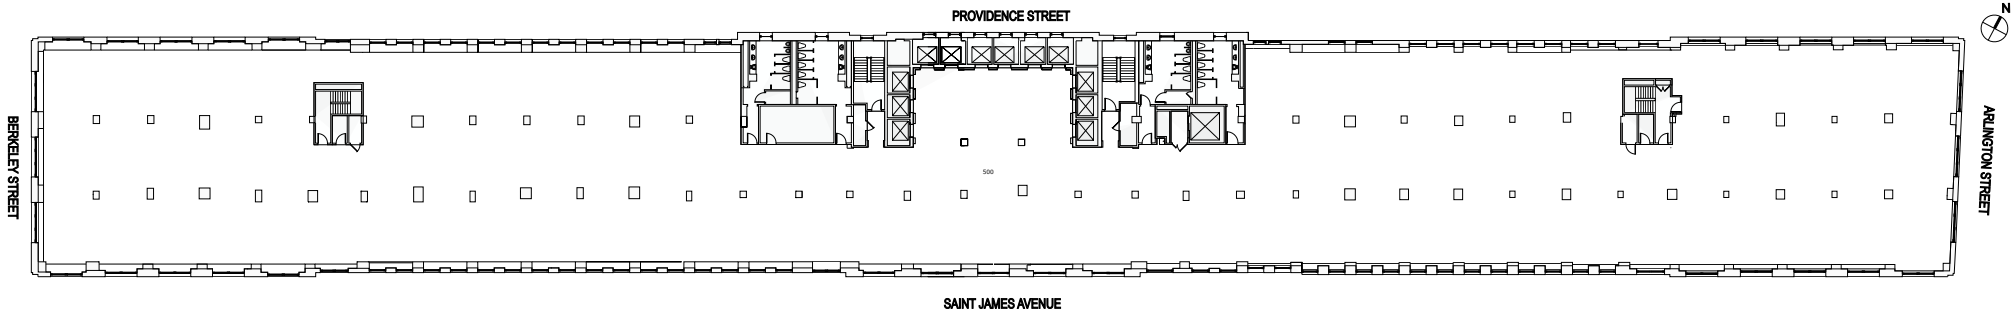 PROVIDENCE STREET
N
BERKELEY STREET
ARLINGTON STREET
500
SAINT JAMES AVENUE